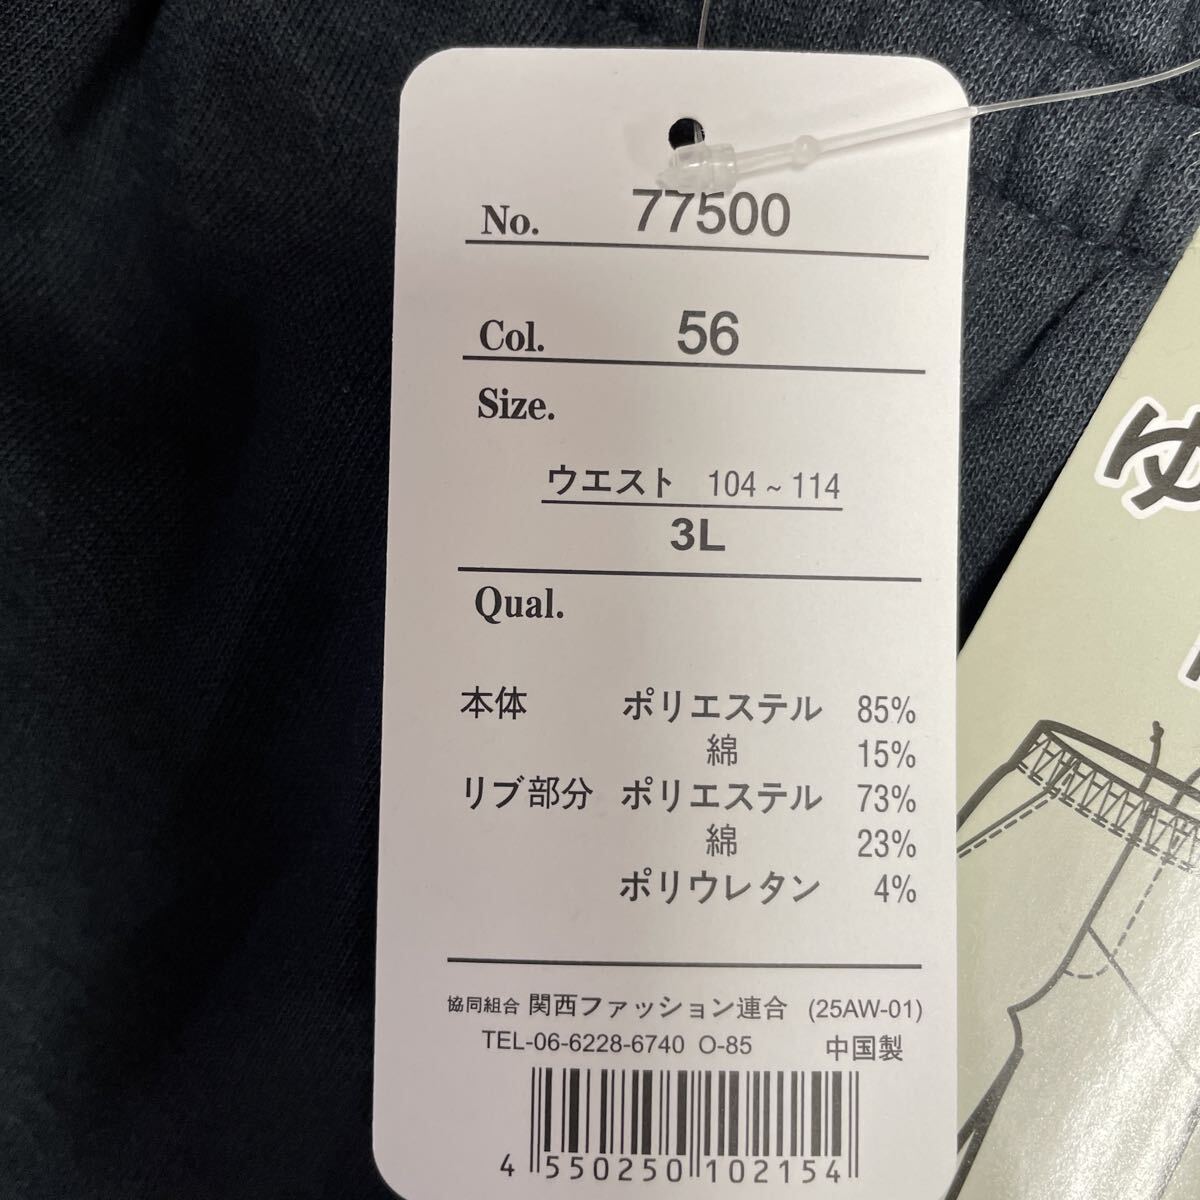 No. 77500
Col. 56
Size.
ウエスト 104 ~ 114
3L
Qual.
本体 ポリエステル 85%
綿 15%
リブ部分 ポリエステル 73%
綿 23%
ポリウレタン 4%
協同組合 関西ファッション連合 (25AW-01)
TEL-06-6228-6740 O-85 中国製
4 550250 102154
ゆ